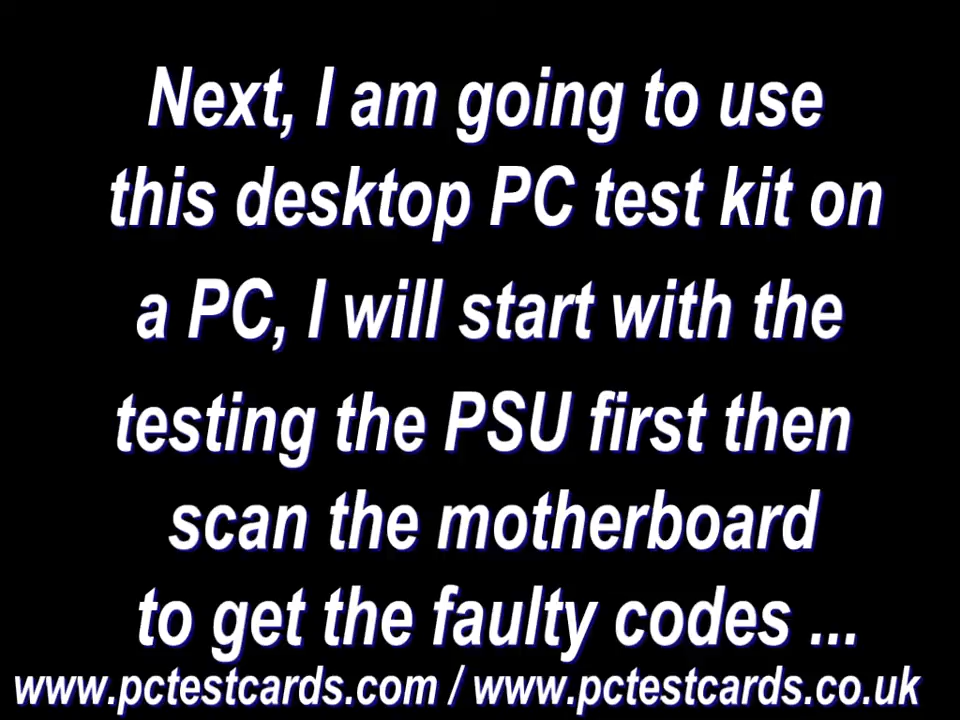 Next, I am going to use
this desktop PC test kit on
a PC, I will start with the
testing the PSU first then
scan the motherboard
to get the faulty codes ...
www.pctestcards.com / www.pctestcards.co.uk